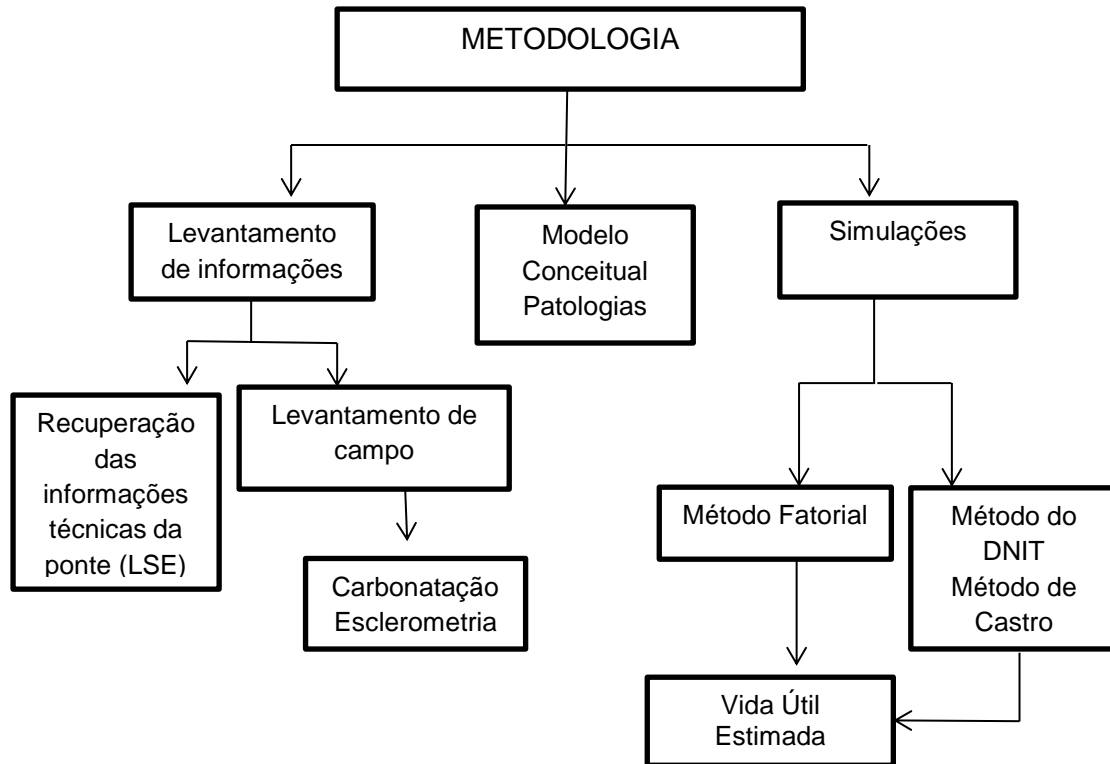 METODOLOGIA
Levantamento
de informações
Modelo
Conceitual
Patologias
Simulações
Recuperação
das
informações
técnicas da
ponte (LSE)
Levantamento de
campo
Carbonatação
Esclerometria
Método Fatorial
Método do
DNIT
Método de
Castro
Vida Útil
Estimada